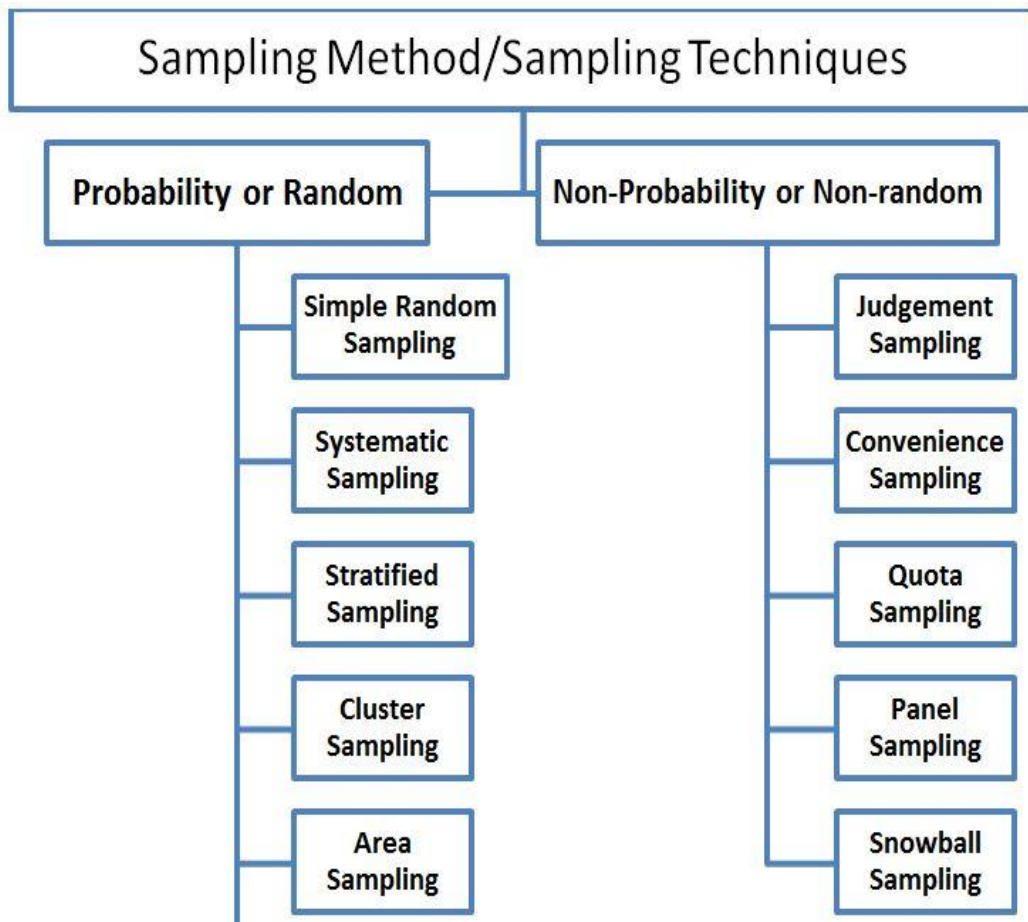 Sampling Method/Sampling Techniques
Probability or Random
Simple Random
Sampling
Systematic
Sampling
Stratified
Sampling
Cluster
Sampling
Area
Sampling
Non-Probability or Non-random
Judgement
Sampling
Convenience
Sampling
Quota
Sampling
Panel
Sampling
Snowball
Sampling